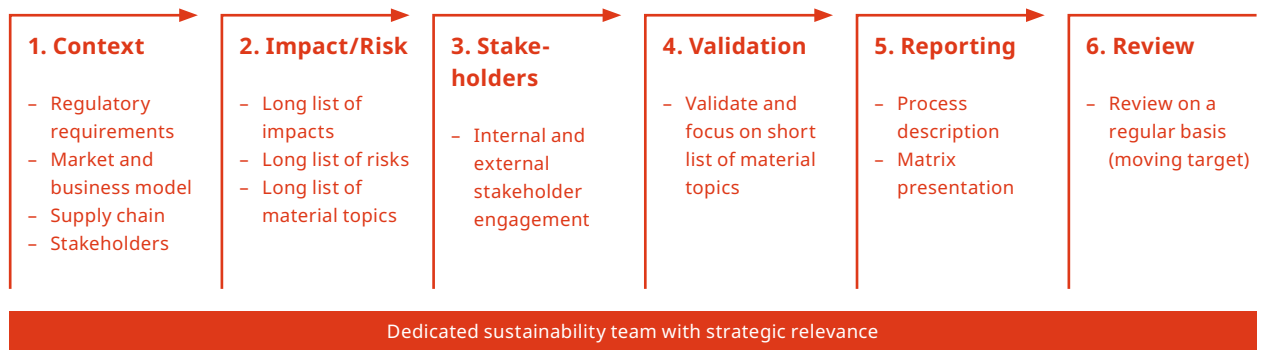 1. Context
– Regulatory
requirements
– Market and
business model
– Supply chain
– Stakeholders
2. Impact/Risk
– Long list of
impacts
– Long list of risks
– Long list of
material topics
3. Stake-
holders
– Internal and
external
stakeholder
engagement
4. Validation
– Validate and
focus on short
list of material
topics
5. Reporting
– Process
description
– Matrix
presentation
6. Review
– Review on a
regular basis
(moving target)
Dedicated sustainability team with strategic relevance